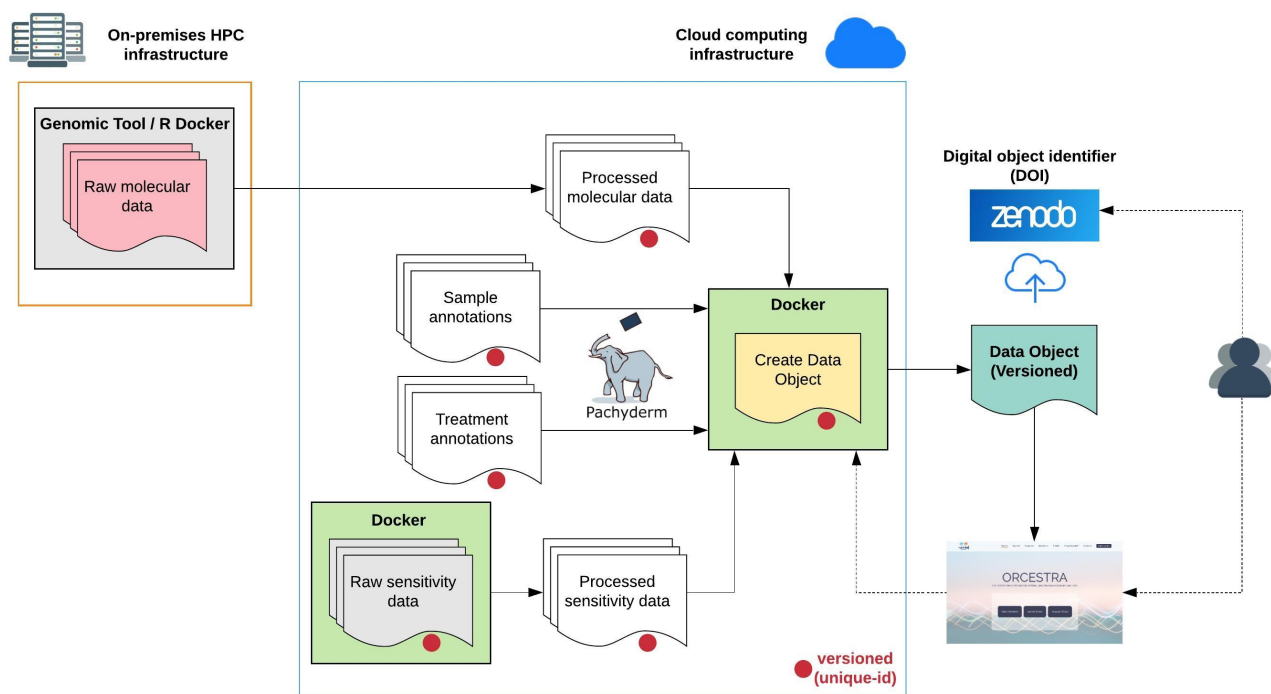 On-premises HPC
infrastructure
Cloud computing
infrastructure
Genomic Tool / R Docker
Raw molecular
data
Processed
molecular data
Digital object identifier
(DOI)
zenodo
Sample
annotations
Docker
Create Data
Object
Data Object
(Versioned)
Pachyderm
Treatment
annotations
Docker
Raw sensitivity
data
Processed
sensitivity data
ORCESTRA
versioned
(unique-id)